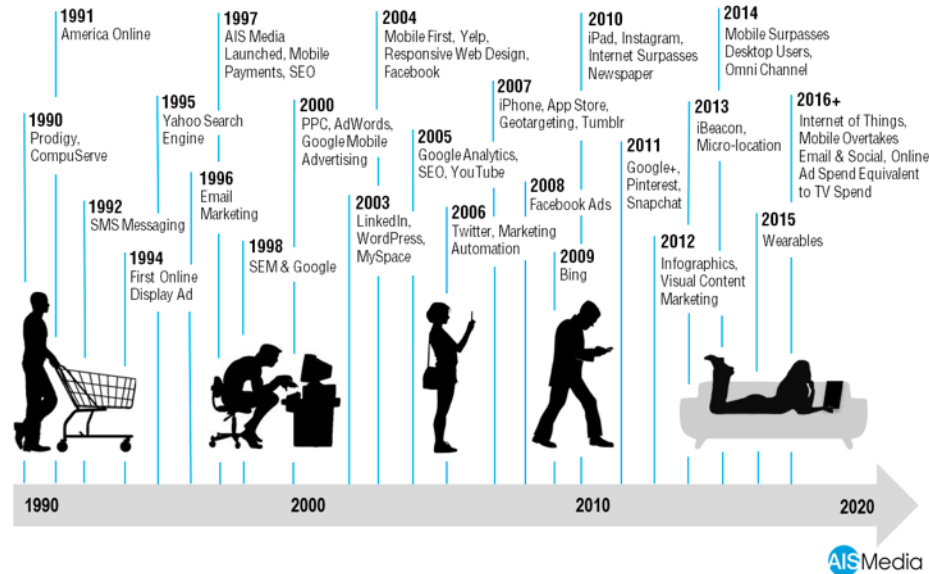 1990
Prodigy,
CompuServe
1991
America Online
1992
SMS Messaging
1994
First Online
Display Ad
1995
Yahoo Search
Engine
1996
Email
Marketing
1997
AIS Media
Launched, Mobile
Payments, SEO
1998
SEM & Google
2000
PPC, AdWords,
Google Mobile
Advertising
2003
LinkedIn,
WordPress,
MySpace
2004
Mobile First, Yelp,
Responsive Web Design,
Facebook
2005
Google Analytics,
SEO, YouTube
2006
Twitter, Marketing
Automation
2007
iPhone, App Store,
Geotargeting, Tumblr
2008
Facebook Ads
2009
Bing
2010
iPad, Instagram,
Internet Surpasses
Newspaper
2011
Google+,
Pinterest,
Snapchat
2012
Infographics,
Visual Content
Marketing
2013
iBeacon,
Micro-location
2014
Mobile Surpasses
Desktop Users,
Omni Channel
2015
Wearables
2016+
Internet of Things,
Mobile Overtakes
Email & Social, Online
Ad Spend Equivalent
to TV Spend
1990
2000
2010
2020
AISMedia